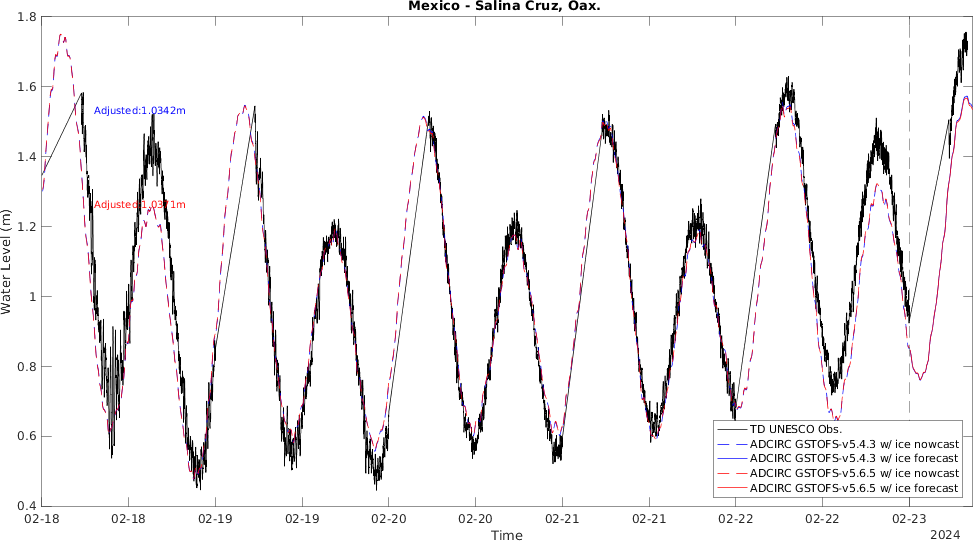 Mexico - Salina Cruz, Oax.
1.8
1.6
1.4
1.2
1
0.8
0.6
0.4
Water Level (m)
Adjusted:1.0342m
Adjusted:1.0371m
TD UNESCO Obs.
ADCIRC GSTOFS-v5.4.3 w/ ice nowcast
ADCIRC GSTOFS-v5.4.3 w/ ice forecast
ADCIRC GSTOFS-v5.6.5 w/ ice nowcast
ADCIRC GSTOFS-v5.6.5 w/ ice forecast
02-18 02-18 02-19 02-19 02-20 02-20 02-21 02-21 02-22 02-22 02-23
Time
2024